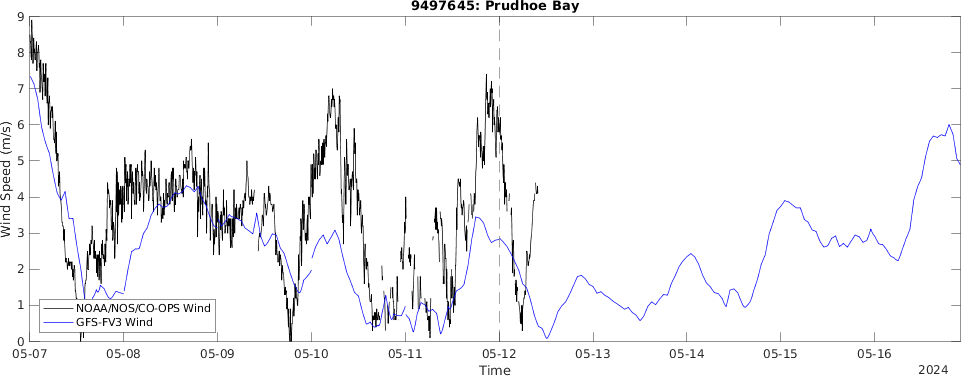 9497645: Prudhoe Bay
Wind Speed (m/s)
9
8
7
6
5
4
3
2
1
0
NOAA/NOS/CO-OPS Wind
GFS-FV3 Wind
05-07 05-08 05-09 05-10 05-11 05-12 05-13 05-14 05-15 05-16
Time
2024